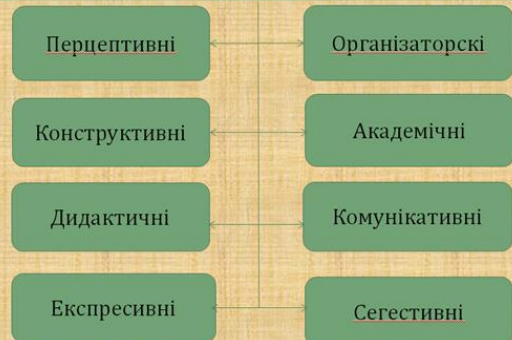 Перцептивні
Організаторскі
Конструктивні
Академічні
Дидактичні
Комунікативні
Експресивні
Сегестивні